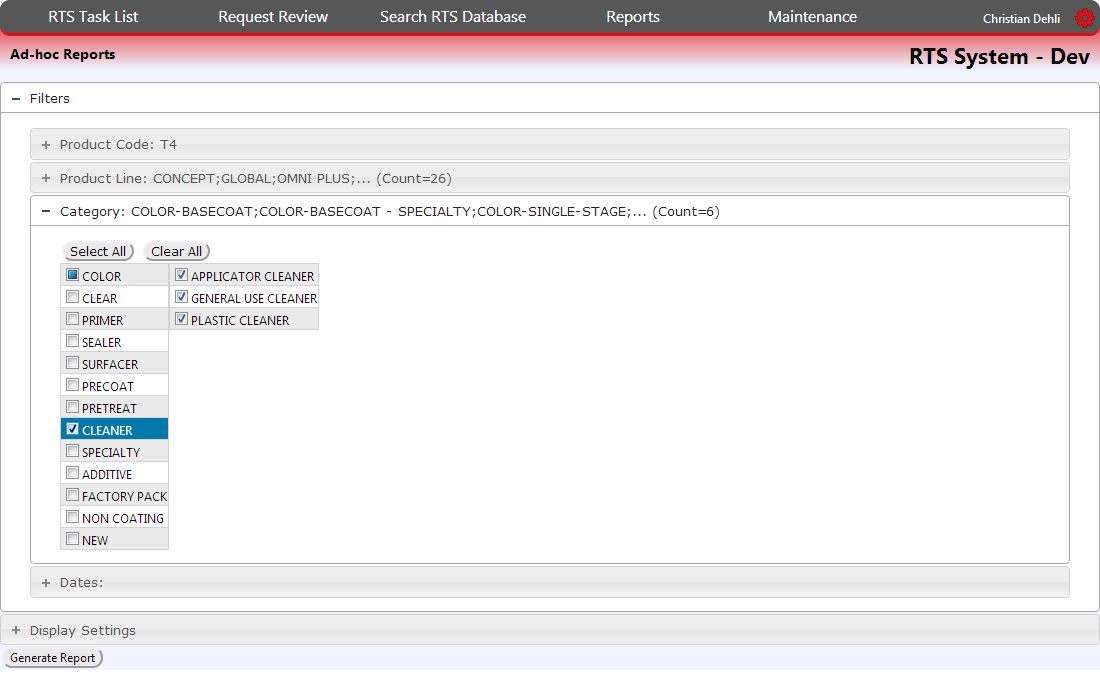 RTS Task List Request Review Search RTS Database Reports Maintenance Christian Dehli
Ad-hoc Reports RTS System - Dev
− Filters
+ Product Code: T4
+ Product Line: CONCEPT;GLOBAL;OMNI PLUS;... (Count=26)
− Category: COLOR-BASECOAT;COLOR-BASECOAT - SPECIALTY;COLOR-SINGLE-STAGE;... (Count=6)
Select All Clear All
COLOR APPLICATOR CLEANER
CLEAR GENERAL USE CLEANER
PRIMER PLASTIC CLEANER
SEALER
SURFACER
PRECOAT
PRETREAT
CLEANER
SPECIALTY
ADDITIVE
FACTORY PACK
NON COATING
NEW
+ Dates:
+ Display Settings
Generate Report